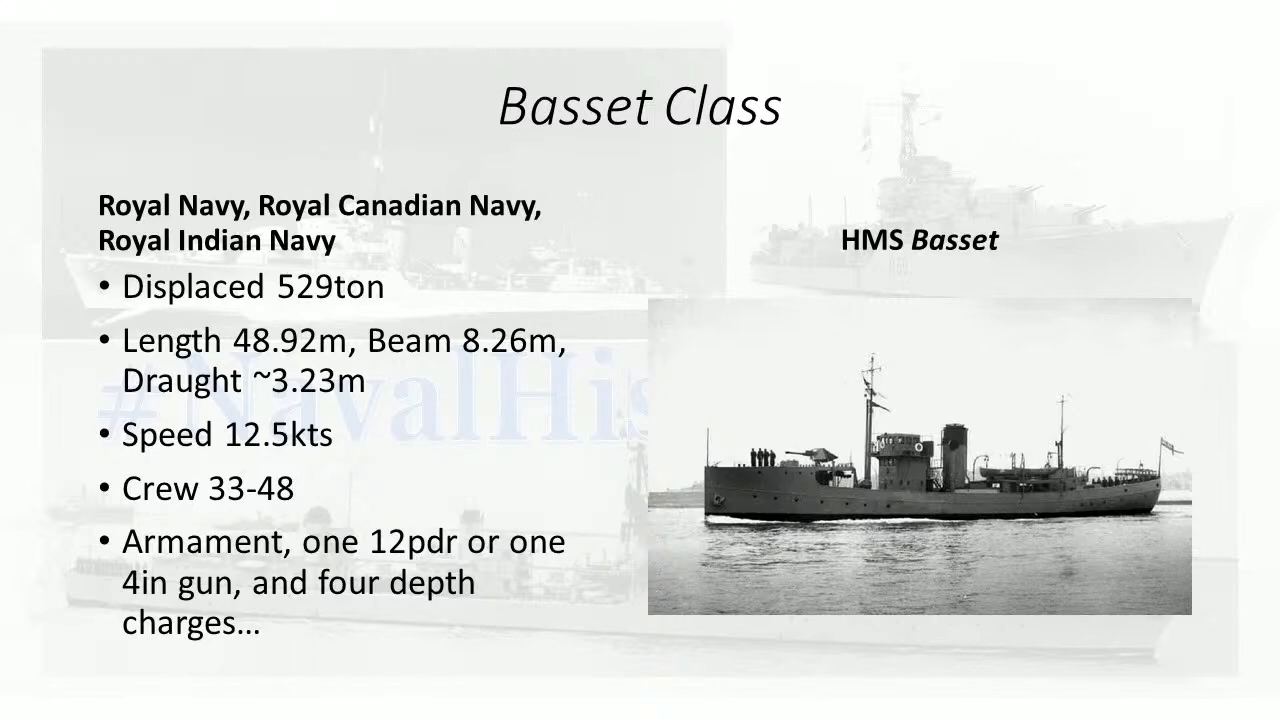 Basset Class
Royal Navy, Royal Canadian Navy,
Royal Indian Navy
• Displaced 529ton
• Length 48.92m, Beam 8.26m,
Draught ~3.23m
• Speed 12.5kts
• Crew 33-48
• Armament, one 12pdr or one
4in gun, and four depth
charges...
HMS Basset
#NavalHis